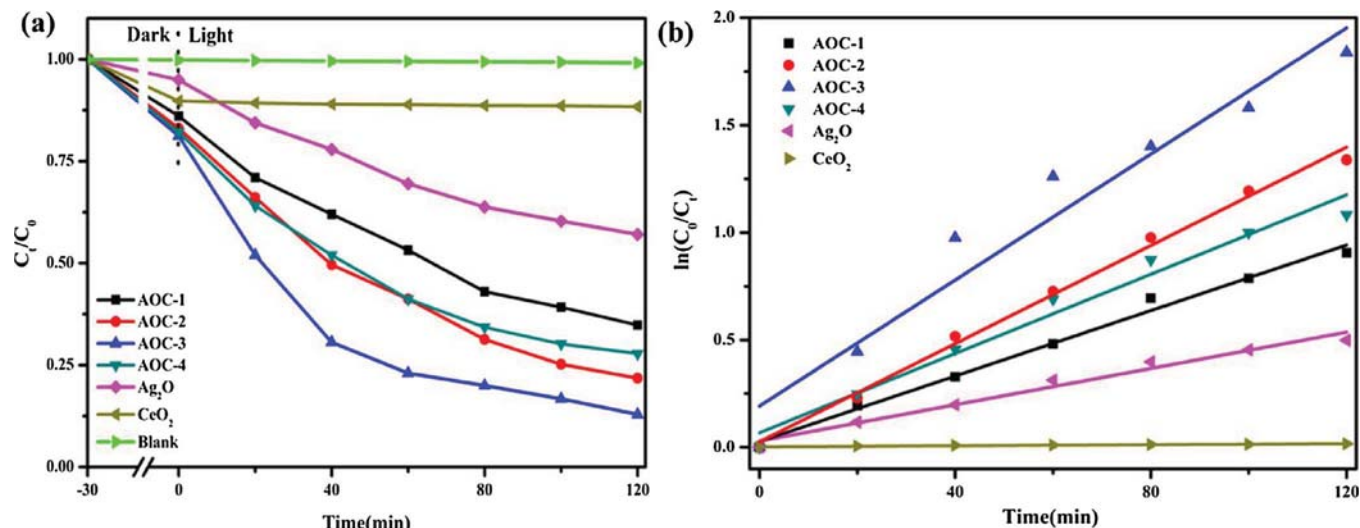 (a)
Dark Light
1.00
0.75
0.50
0.25
0.00
C_t/C_0
AOC-1
AOC-2
AOC-3
AOC-4
Ag₂O
CeO₂
Blank
-30 0 20 40 60 80 100 120
Time(min)
(b)
2.0
1.5
1.0
0.5
0.0
ln(C_0/C_t)
AOC-1
AOC-2
AOC-3
AOC-4
Ag₂O
CeO₂
0 40 80 120
Time(min)